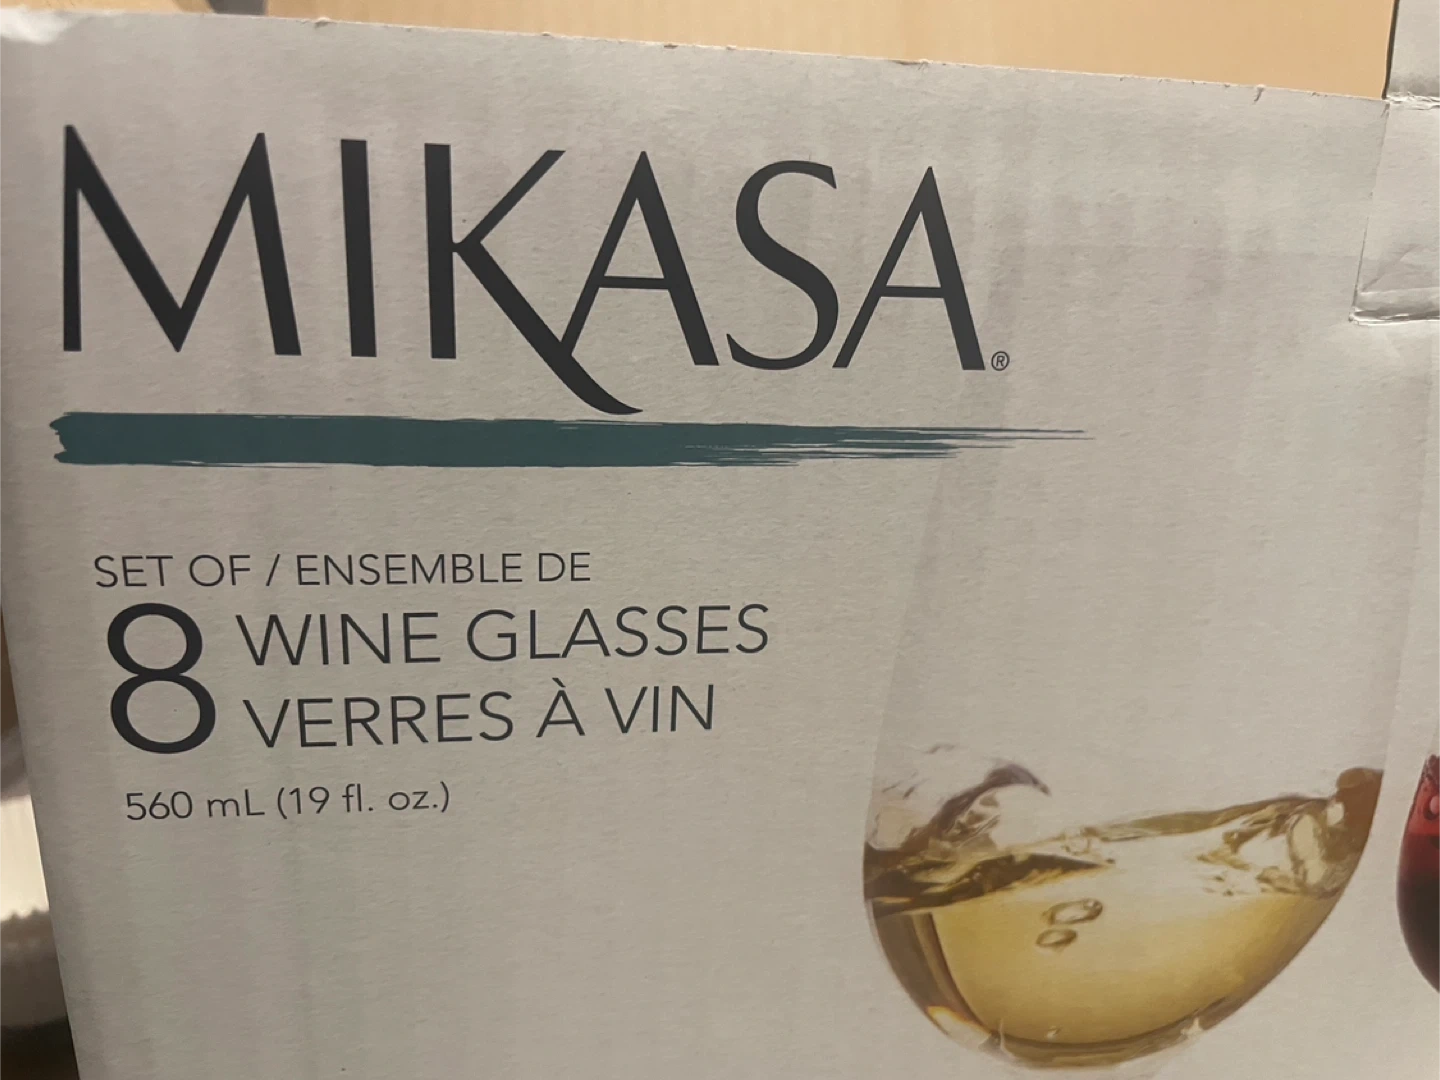 MIKASA®
SET OF / ENSEMBLE DE
8 WINE GLASSES
VERRES À VIN
560 mL (19 fl. oz.)